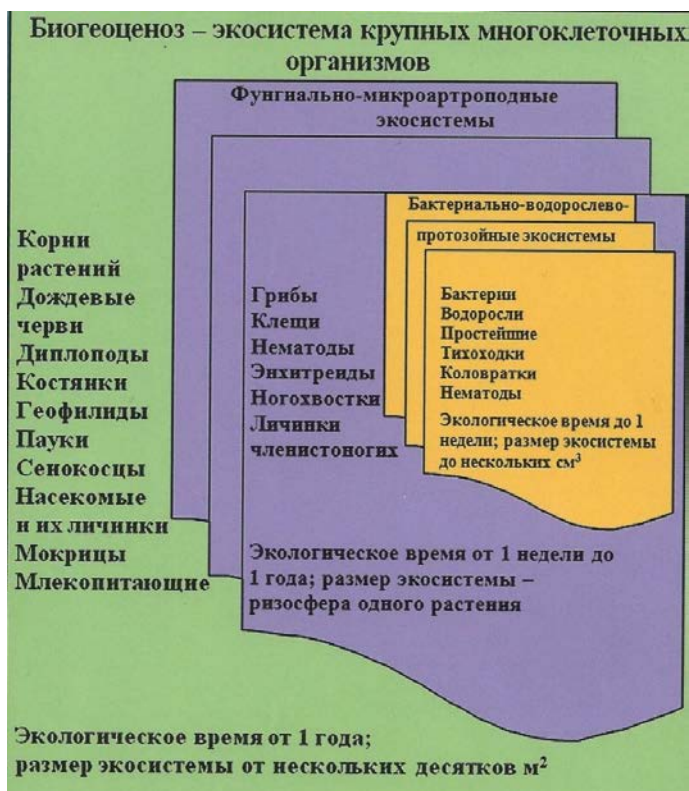 Биогеоценоз – экосистема крупных многоклеточных
организмов
Фунгиально-микроартроподные
экосистемы
Бактериально-водорослево-
протозойные экосистемы
Корни
растений
Дождевые
черви
Диплоподы
Костянки
Геофилиды
Пауки
Сенокосцы
Насекомые
и их личинки
Мокрицы
Млекопитающие
Грибы
Клещи
Нематоды
Энхитреиды
Ногохвостки
Личинки
членистоногих
Бактерии
Водоросли
Простейшие
Тихоходки
Коловратки
Нематоды
Экологическое время до 1
недели; размер экосистемы
до нескольких см³
Экологическое время от 1 недели до
1 года; размер экосистемы –
ризосфера одного растения
Экологическое время от 1 года;
размер экосистемы от нескольких десятков м²